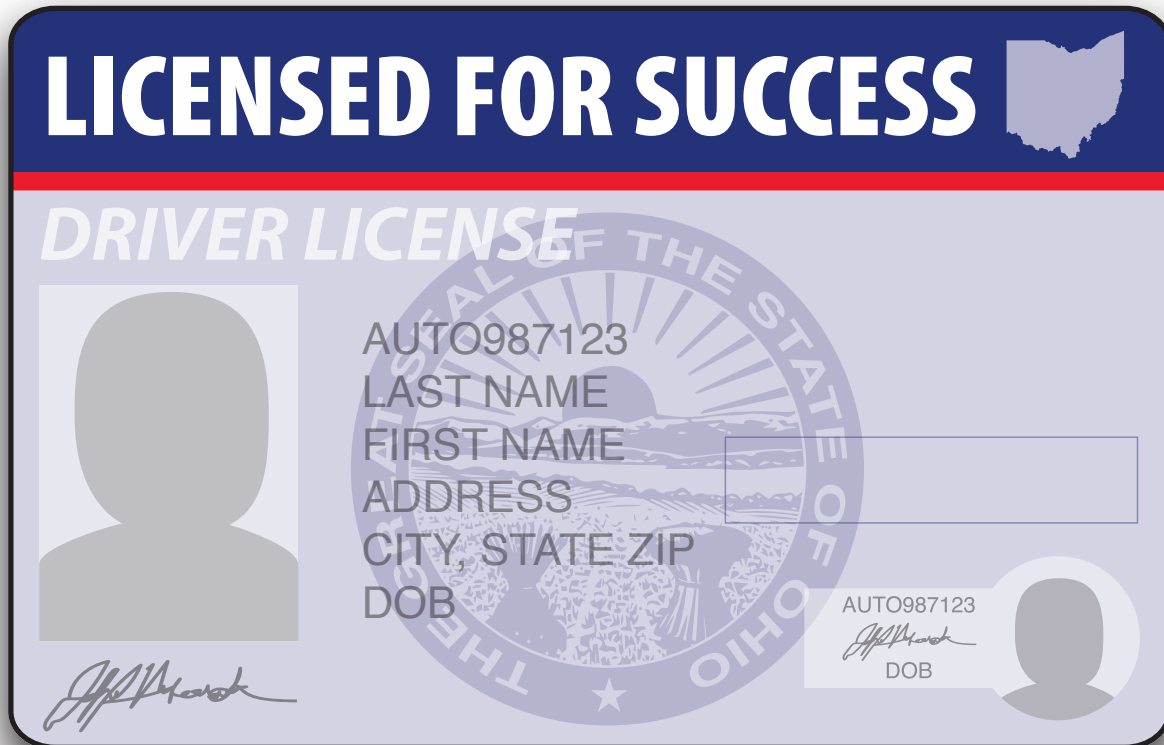 LICENSED FOR SUCCESS
DRIVER LICENSE
THE GREAT SEAL OF THE STATE OF OHIO
AUTO987123
LAST NAME
FIRST NAME
ADDRESS
CITY, STATE ZIP
DOB
AUTO987123
DOB